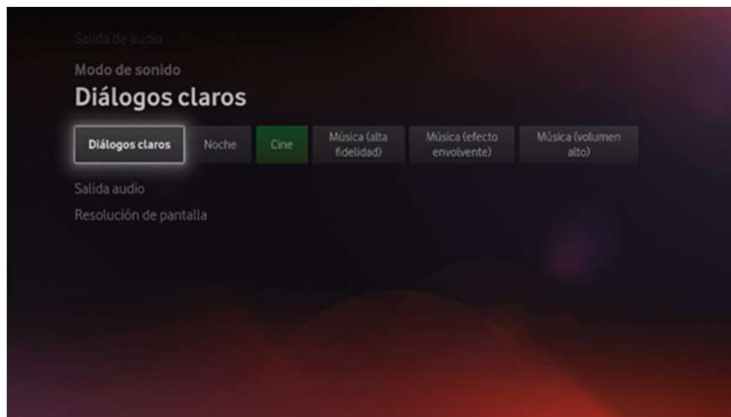 Salida de audio
Modo de sonido
Diálogos claros
Diálogos claros
Noche
Cine
Música (alta
fidelidad)
Música (efecto
envolvente)
Música (volumen
alto)
Salida audio
Resolución de pantalla